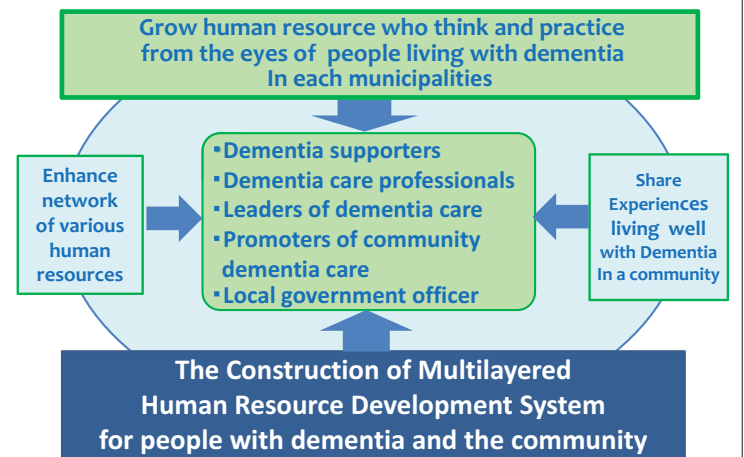 Grow human resource who think and practice
from the eyes of people living with dementia
In each municipalities
Enhance
network
of various
human
resources
▪Dementia supporters
▪Dementia care professionals
▪Leaders of dementia care
▪Promoters of community
dementia care
▪Local government officer
Share
Experiences
living well
with Dementia
In a community
The Construction of Multilayered
Human Resource Development System
for people with dementia and the community